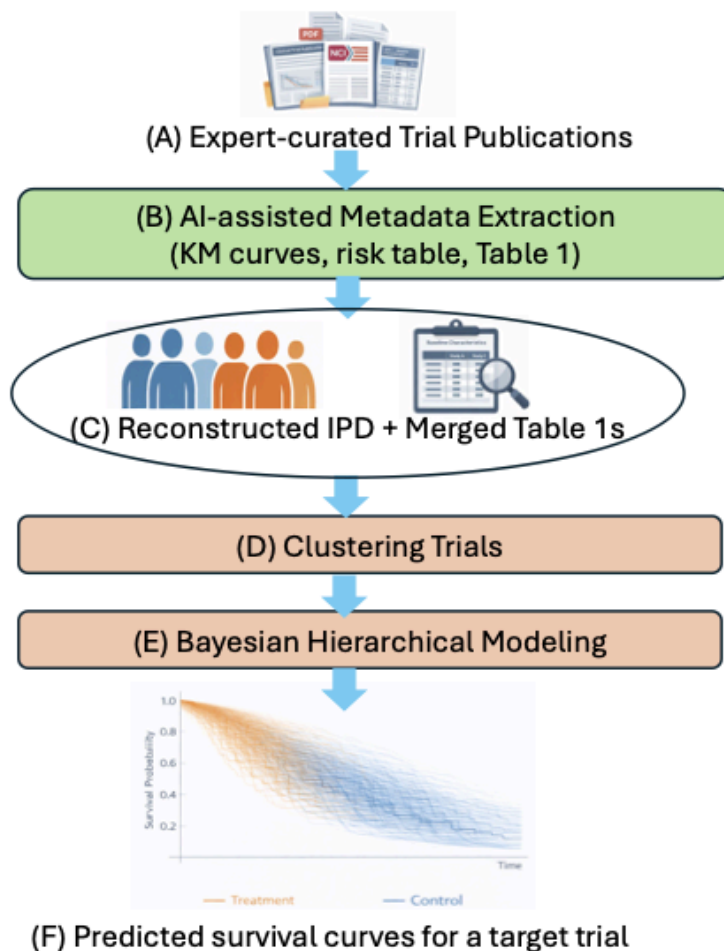 PDF
NCI
(A) Expert-curated Trial Publications
(B) AI-assisted Metadata Extraction
(KM curves, risk table, Table 1)
Baseline Characteristics
(C) Reconstructed IPD + Merged Table 1s
(D) Clustering Trials
(E) Bayesian Hierarchical Modeling
1.0
0.8
0.6
0.4
0.2
Survival Probability
Time
Treatment
Control
(F) Predicted survival curves for a target trial